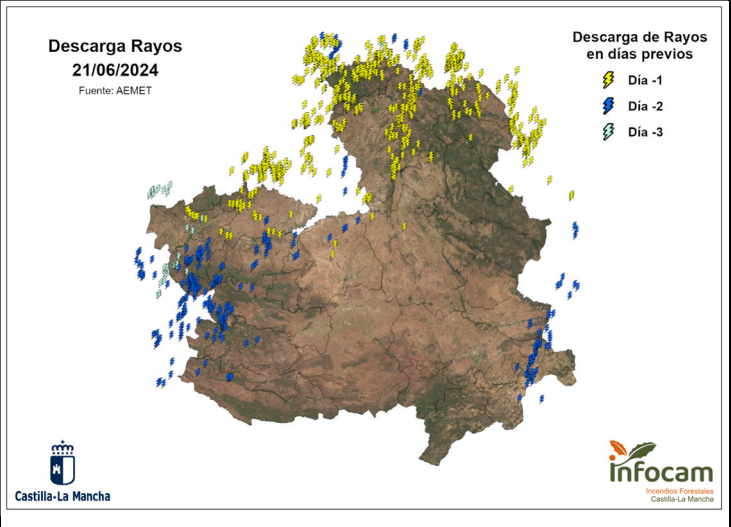 Descarga Rayos
21/06/2024
Fuente: AEMET
Descarga de Rayos
en días previos
Día -1
Día -2
Día -3
Castilla-La Mancha
infocam
Incendios Forestales
Castilla-La Mancha